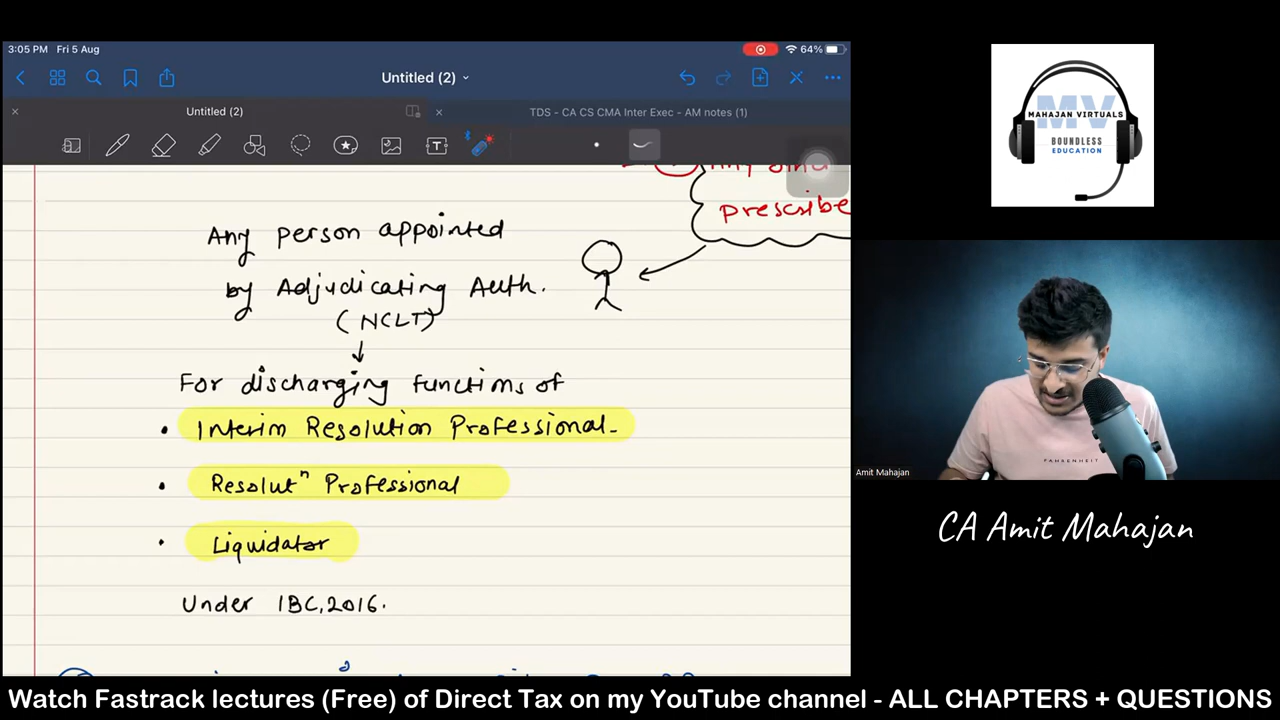 3:05 PM Fri 5 Aug
64%
Untitled (2)
Untitled (2)
TDS - CA CS CMA Inter Exec - AM notes (1)
prescribe
Any person appointed
by Adjudicating Auth.
(NCLT)
For discharging functions of
• Interim Resolution Professional.
• Resolutⁿ Professional
• Liquidator
Under IBC,2016.
MV
MAHAJAN VIRTUALS
BOUNDLESS
EDUCATION
FAHRENHEIT
Amit Mahajan
CA Amit Mahajan
Watch Fastrack lectures (Free) of Direct Tax on my YouTube channel - ALL CHAPTERS + QUESTIONS